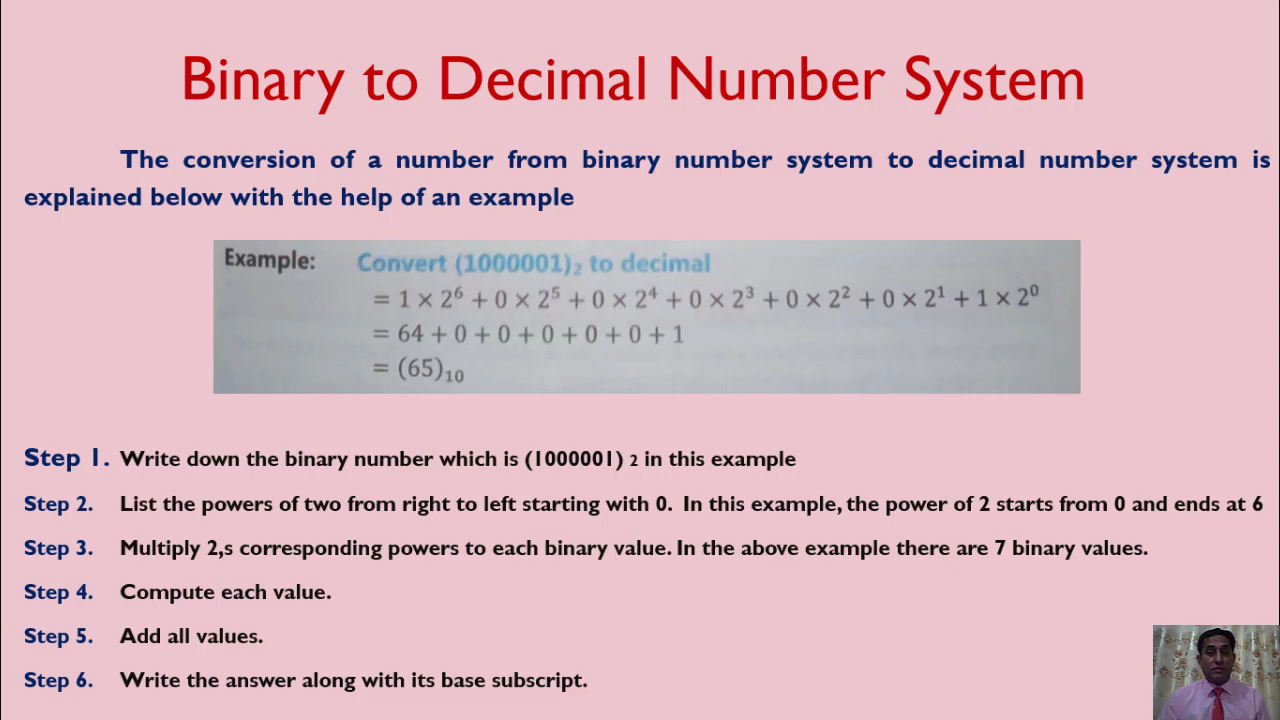 Binary to Decimal Number System
The conversion of a number from binary number system to decimal number system is
explained below with the help of an example
Example: Convert (1000001)₂ to decimal
= 1 × 2⁶ + 0 × 2⁵ + 0 × 2⁴ + 0 × 2³ + 0 × 2² + 0 × 2¹ + 1 × 2⁰
= 64 + 0 + 0 + 0 + 0 + 0 + 1
= (65)₁₀
Step 1. Write down the binary number which is (1000001) ₂ in this example
Step 2. List the powers of two from right to left starting with 0. In this example, the power of 2 starts from 0 and ends at 6
Step 3. Multiply 2,s corresponding powers to each binary value. In the above example there are 7 binary values.
Step 4. Compute each value.
Step 5. Add all values.
Step 6. Write the answer along with its base subscript.